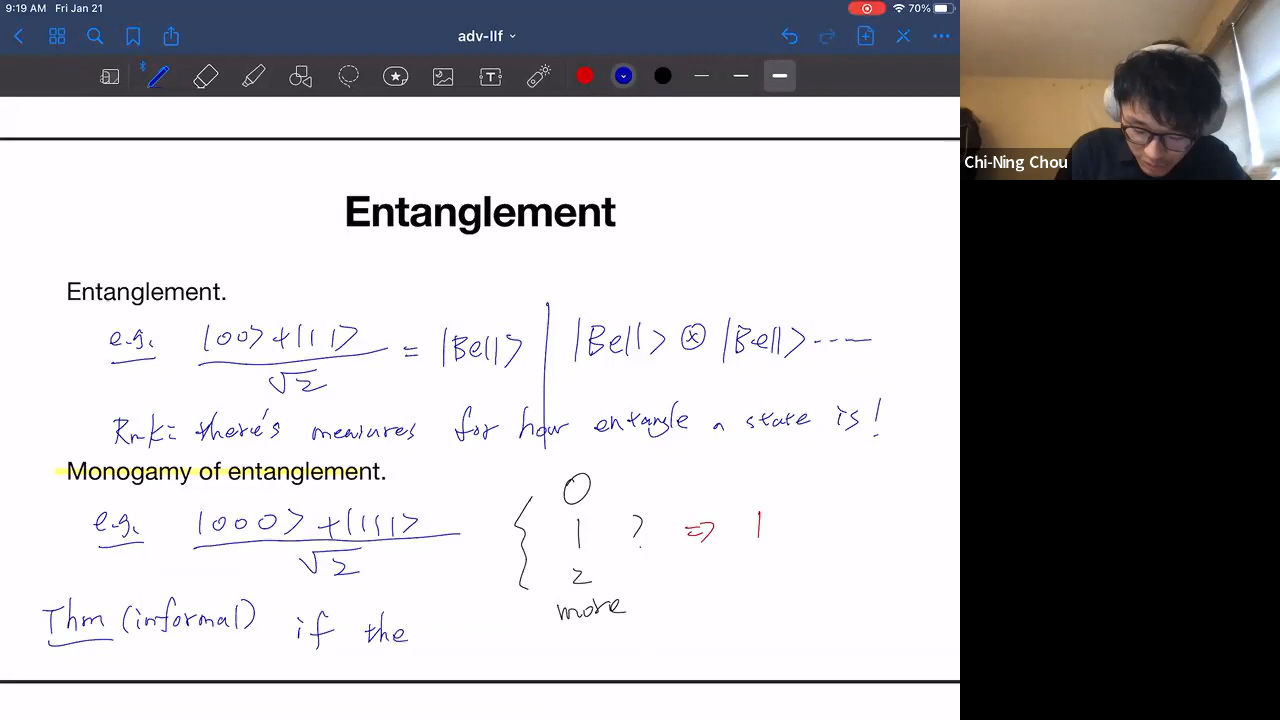 9:19 AM Fri Jan 21
70%
adv-llf
Chi-Ning Chou
Entanglement
Entanglement.
e.g. |00> + |11> / √2 = |Bell> | |Bell> ⊗ |Bell> ----
Rmk: there's measures for how entangle a state is!
Monogamy of entanglement.
e.g. |000> + |111> / √2 { 0 1 2 more ? => 1
Thm (informal) if the